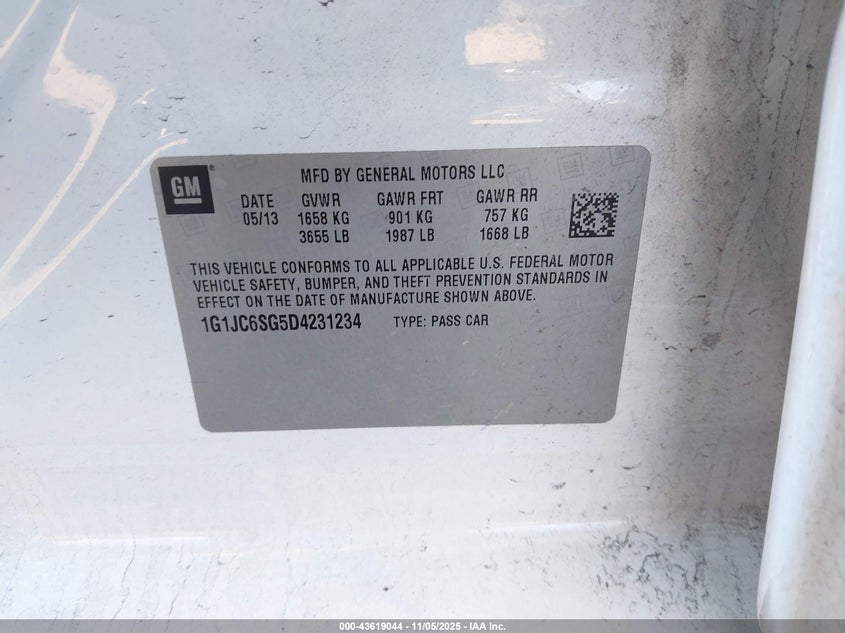 GM
MFD BY GENERAL MOTORS LLC
DATE GVWR GAWR FRT GAWR RR
05/13 1658 KG 901 KG 757 KG
3655 LB 1987 LB 1668 LB
THIS VEHICLE CONFORMS TO ALL APPLICABLE U.S. FEDERAL MOTOR
VEHICLE SAFETY, BUMPER, AND THEFT PREVENTION STANDARDS IN
EFFECT ON THE DATE OF MANUFACTURE SHOWN ABOVE.
1G1JC6SG5D4231234 TYPE: PASS CAR
000-43619044 - 11/05/2025 - IAA Inc.